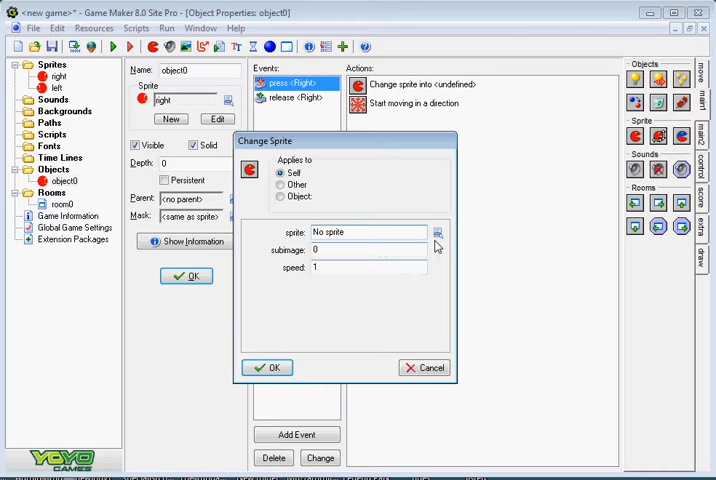 <new game>* - Game Maker 8.0 Site Pro - [Object Properties: object0]
File Edit Resources Scripts Run Window Help
Sprites
right
left
Sounds
Backgrounds
Paths
Scripts
Fonts
Time Lines
Objects
object0
Rooms
room0
Game Information
Global Game Settings
Extension Packages
YOYO
GAMES
Name: object0
Sprite
right
New Edit
Visible Solid
Depth: 0
Persistent
Parent: <no parent>
Mask: <same as sprite>
Show Information
OK
Events:
press <Right>
release <Right>
Add Event
Delete Change
Actions:
Change sprite into <undefined>
Start moving in a direction
Change Sprite
Applies to
Self
Other
Object:
sprite: No sprite
subimage: 0
speed: 1
OK Cancel
Objects
Sprite
Sounds
Rooms
move
main1
main2
control
score
extra
draw